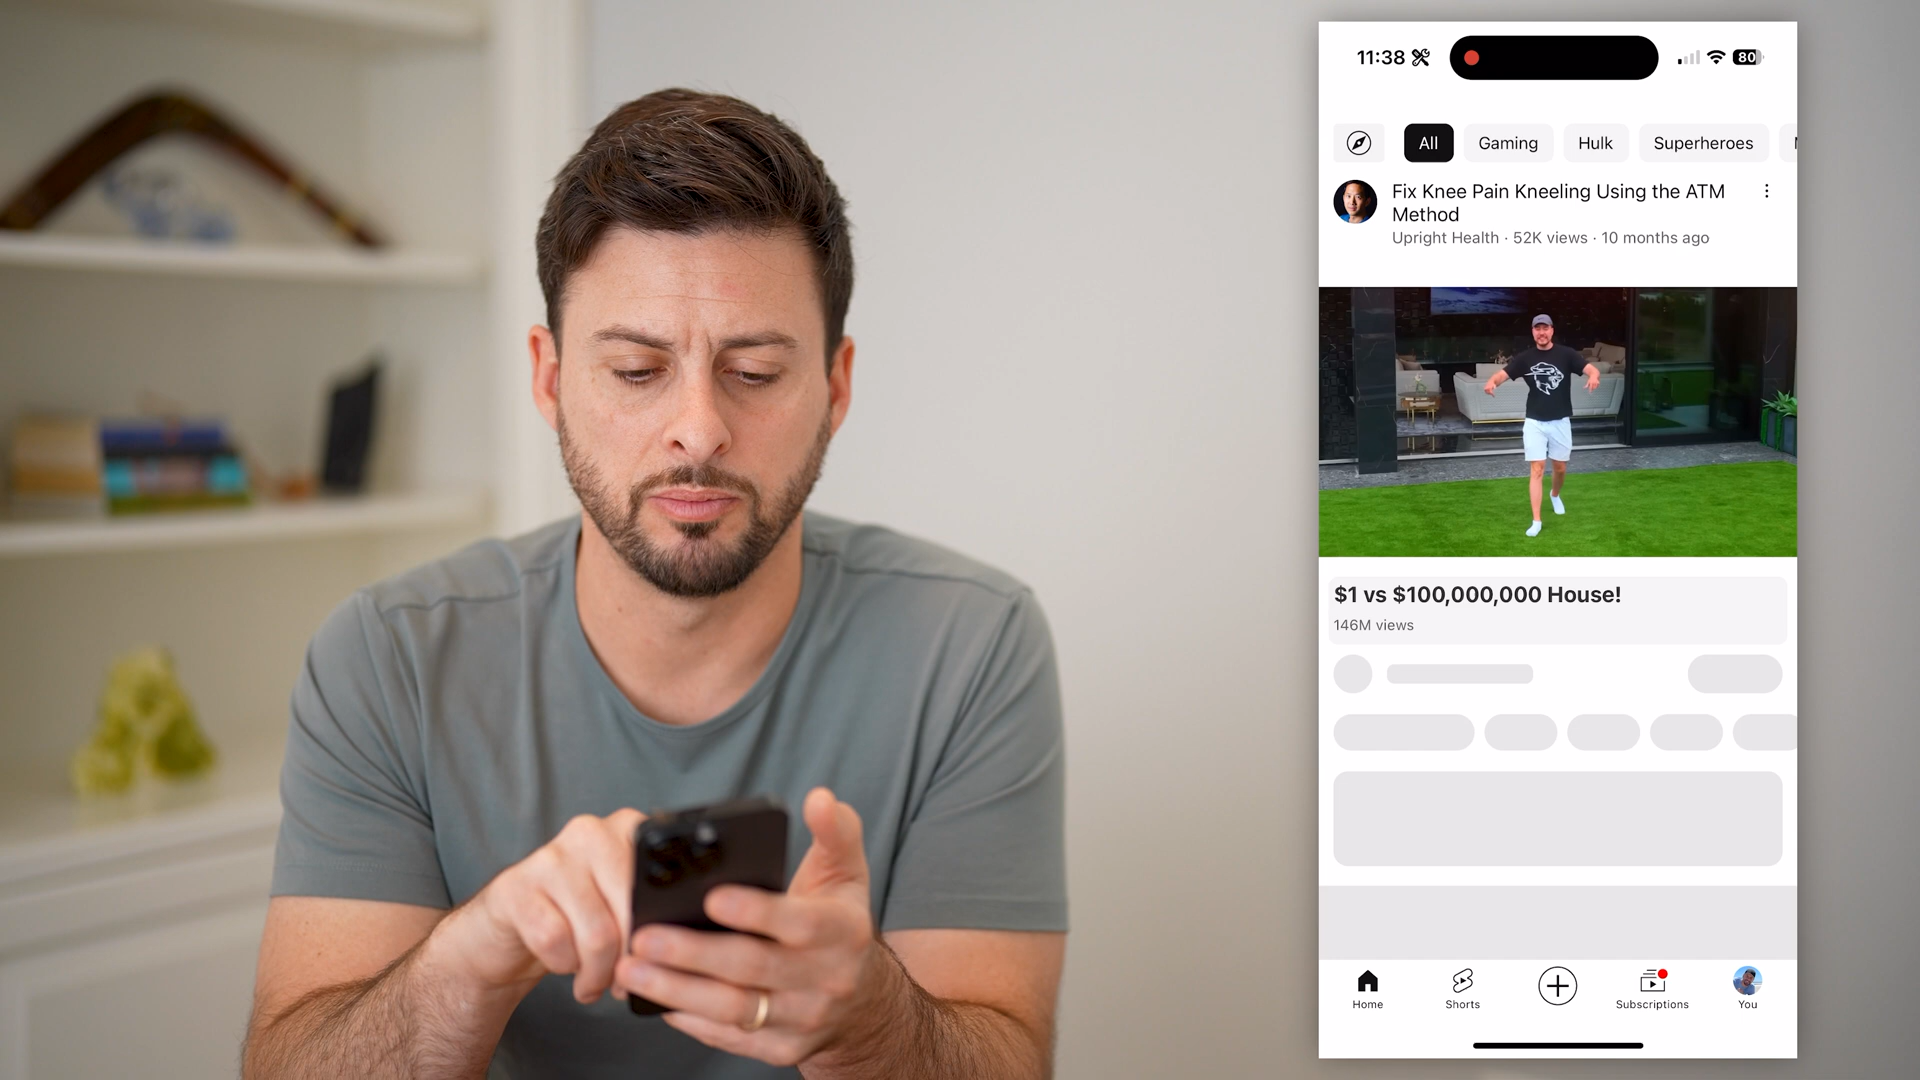 11:38
80
All Gaming Hulk Superheroes
Fix Knee Pain Kneeling Using the ATM
Method
Upright Health · 52K views · 10 months ago
$1 vs $100,000,000 House!
146M views
Home Shorts Subscriptions You